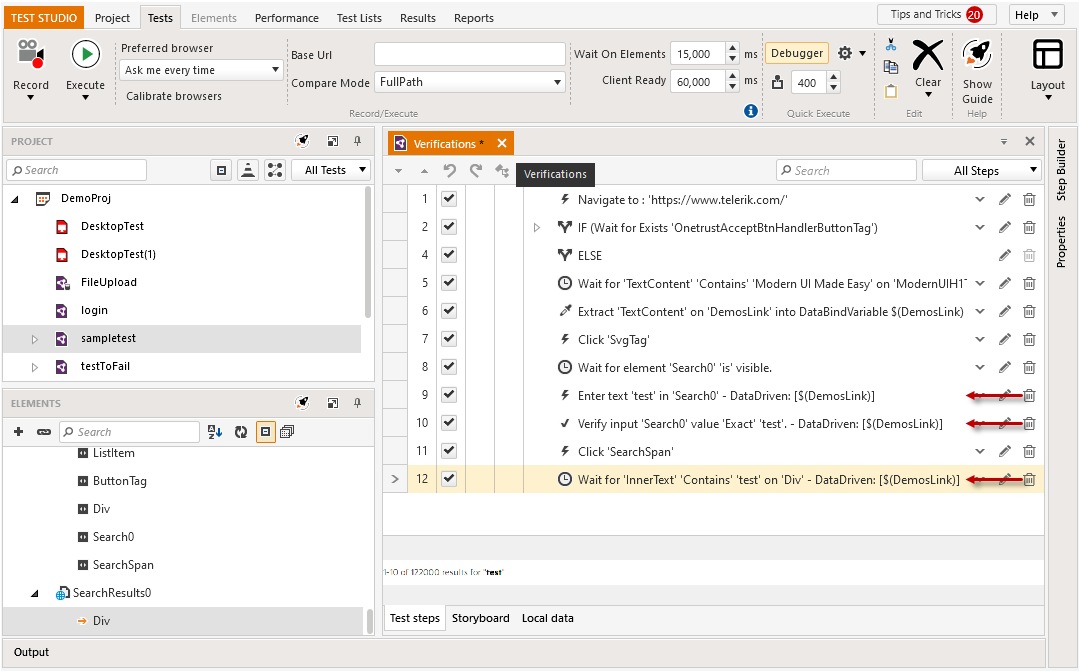 TEST STUDIO Project Tests Elements Performance Test Lists Results Reports Tips and Tricks 20 Help
Record
Execute
Preferred browser
Ask me every time
Calibrate browsers
Base Url
Compare Mode FullPath
Wait On Elements 15,000 ms
Client Ready 60,000 ms
Record/Execute
Debugger
400
Quick Execute
Clear
Edit
Show
Guide
Help
Layout
PROJECT
Search All Tests
DemoProj
DesktopTest
DesktopTest(1)
FileUpload
login
sampletest
testToFail
ELEMENTS
Search
ListItem
ButtonTag
Div
Search0
SearchSpan
SearchResults0
Div
Verifications *
Verifications
Search All Steps
1 Navigate to : 'https://www.telerik.com/'
2 IF (Wait for Exists 'OnetrustAcceptBtnHandlerButtonTag')
4 ELSE
5 Wait for 'TextContent' 'Contains' 'Modern UI Made Easy' on 'ModernUIH1T
6 Extract 'TextContent' on 'DemosLink' into DataBindVariable $(DemosLink)
7 Click 'SvgTag'
8 Wait for element 'Search0' 'is' visible.
9 Enter text 'test' in 'Search0' - DataDriven: [$(DemosLink)]
10 Verify input 'Search0' value 'Exact' 'test'. - DataDriven: [$(DemosLink)]
11 Click 'SearchSpan'
12 Wait for 'InnerText' 'Contains' 'test' on 'Div' - DataDriven: [$(DemosLink)]
1-10 of 122000 results for "test"
Test steps Storyboard Local data
Step Builder
Properties
Output